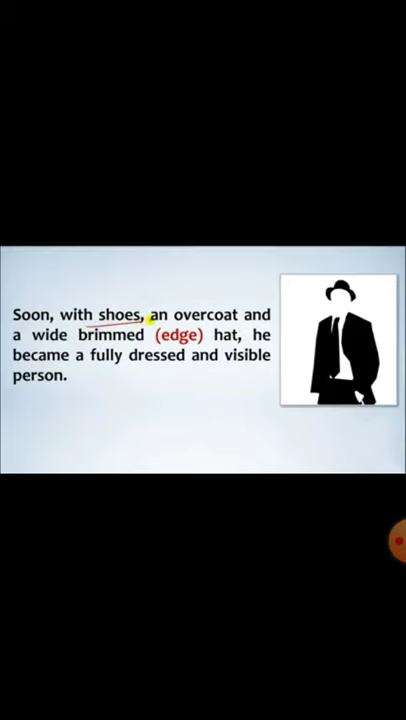 Soon, with shoes, an overcoat and
a wide brimmed (edge) hat, he
became a fully dressed and visible
person.